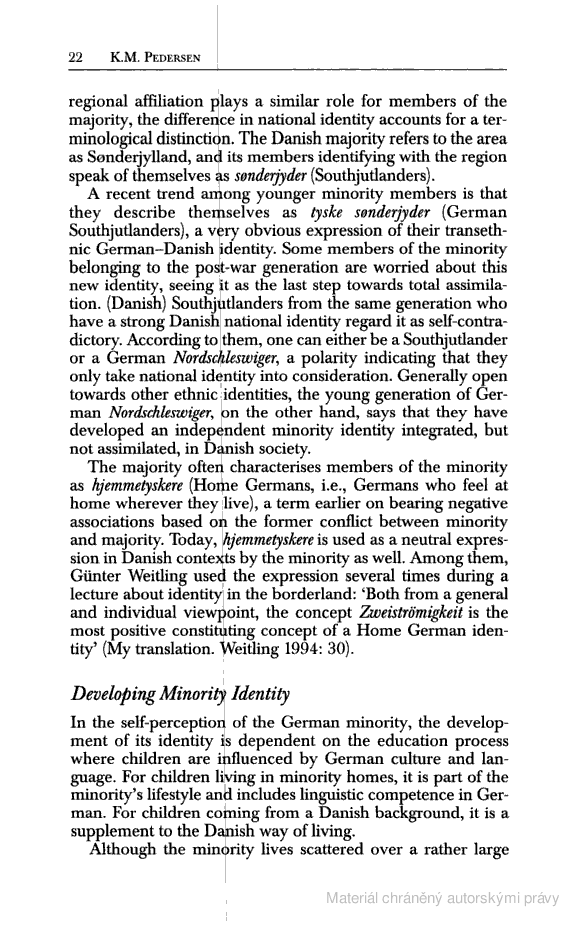 22 K.M. PEDERSEN
regional affiliation plays a similar role for members of the
majority, the difference in national identity accounts for a ter-
minological distinction. The Danish majority refers to the area
as Sønderjylland, and its members identifying with the region
speak of themselves as sønderjyder (Southjutlanders).
A recent trend among younger minority members is that
they describe themselves as tyske sønderjyder (German
Southjutlanders), a very obvious expression of their transeth-
nic German–Danish identity. Some members of the minority
belonging to the post-war generation are worried about this
new identity, seeing it as the last step towards total assimila-
tion. (Danish) Southjutlanders from the same generation who
have a strong Danish national identity regard it as self-contra-
dictory. According to them, one can either be a Southjutlander
or a German Nordschleswiger, a polarity indicating that they
only take national identity into consideration. Generally open
towards other ethnic identities, the young generation of Ger-
man Nordschleswiger, on the other hand, says that they have
developed an independent minority identity integrated, but
not assimilated, in Danish society.
The majority often characterises members of the minority
as hjemmetyskere (Home Germans, i.e., Germans who feel at
home wherever they live), a term earlier on bearing negative
associations based on the former conflict between minority
and majority. Today, hjemmetyskere is used as a neutral expres-
sion in Danish contexts by the minority as well. Among them,
Günter Weitling used the expression several times during a
lecture about identity in the borderland: ‘Both from a general
and individual viewpoint, the concept Zweiströmigkeit is the
most positive constituting concept of a Home German iden-
tity’ (My translation. Weitling 1994: 30).
Developing Minority Identity
In the self-perception of the German minority, the develop-
ment of its identity is dependent on the education process
where children are influenced by German culture and lan-
guage. For children living in minority homes, it is part of the
minority’s lifestyle and includes linguistic competence in Ger-
man. For children coming from a Danish background, it is a
supplement to the Danish way of living.
Although the minority lives scattered over a rather large
Materiál chráněný autorskými právy